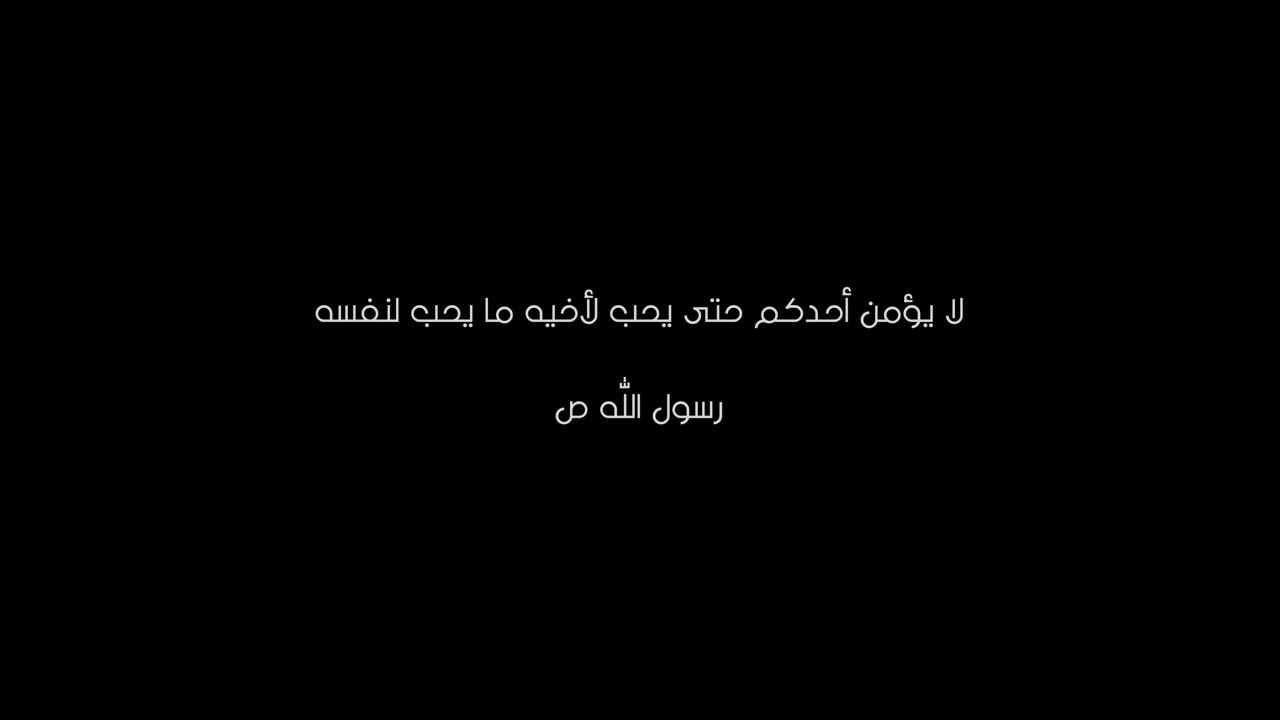 لا يؤمن أحدكم حتى يحب لأخيه ما يحب لنفسه
رسول الله ص